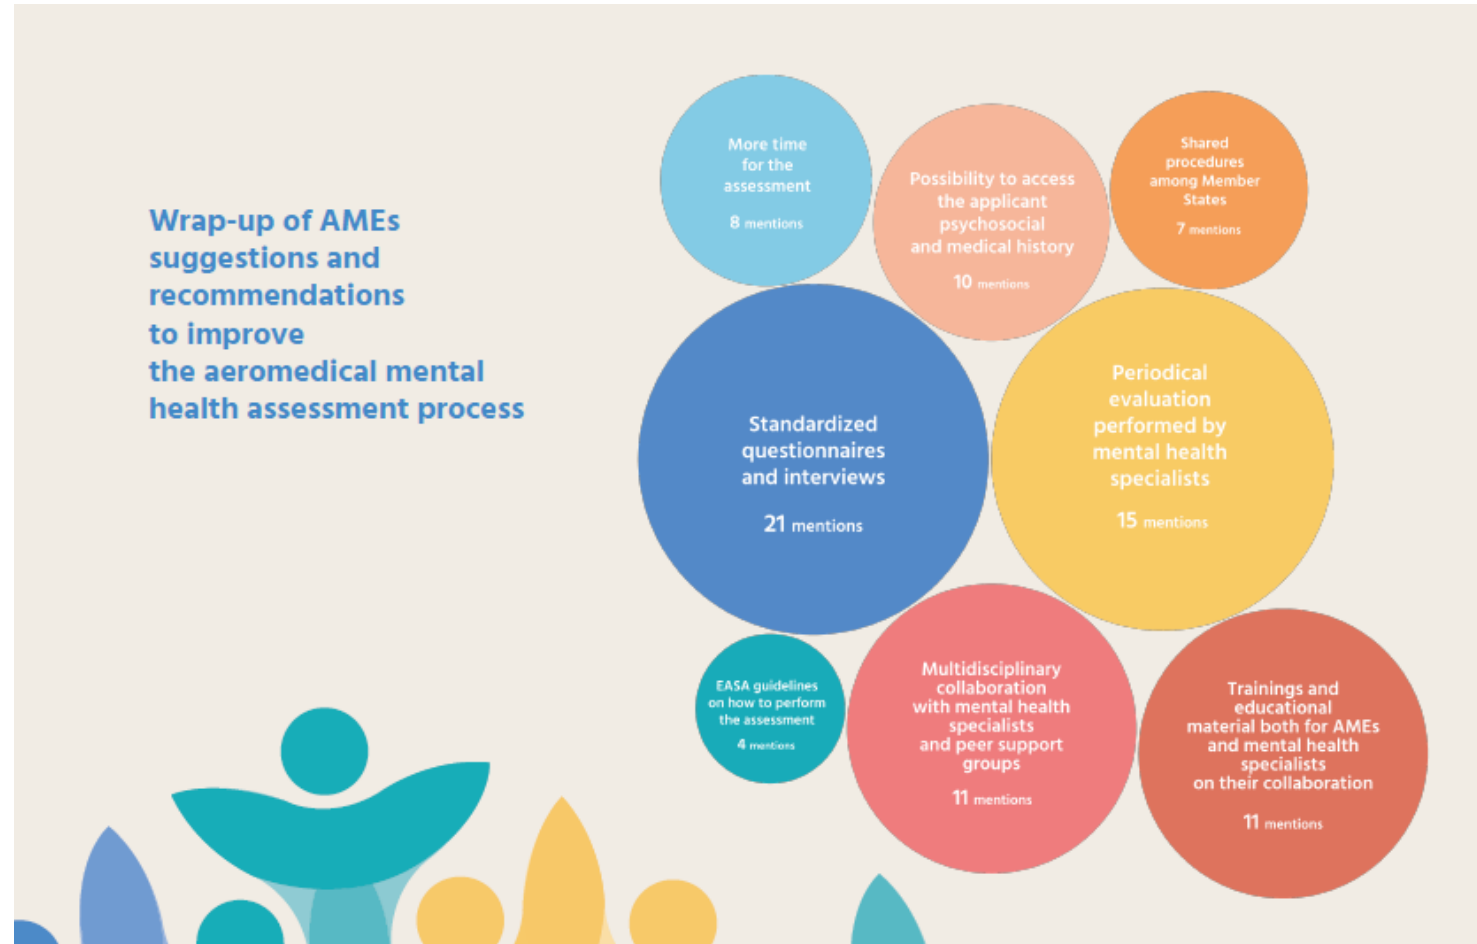 Wrap-up of AMEs
suggestions and
recommendations
to improve
the aeromedical mental
health assessment process
More time
for the
assessment
8 mentions
Possibility to access
the applicant
psychosocial
and medical history
10 mentions
Shared
procedures
among Member
States
7 mentions
Standardized
questionnaires
and interviews
21 mentions
Periodical
evaluation
performed by
mental health
specialists
15 mentions
EASA guidelines
on how to perform
the assessment
4 mentions
Multidisciplinary
collaboration
with mental health
specialists
and peer support
groups
11 mentions
Trainings and
educational
material both for AMEs
and mental health
specialists
on their collaboration
11 mentions